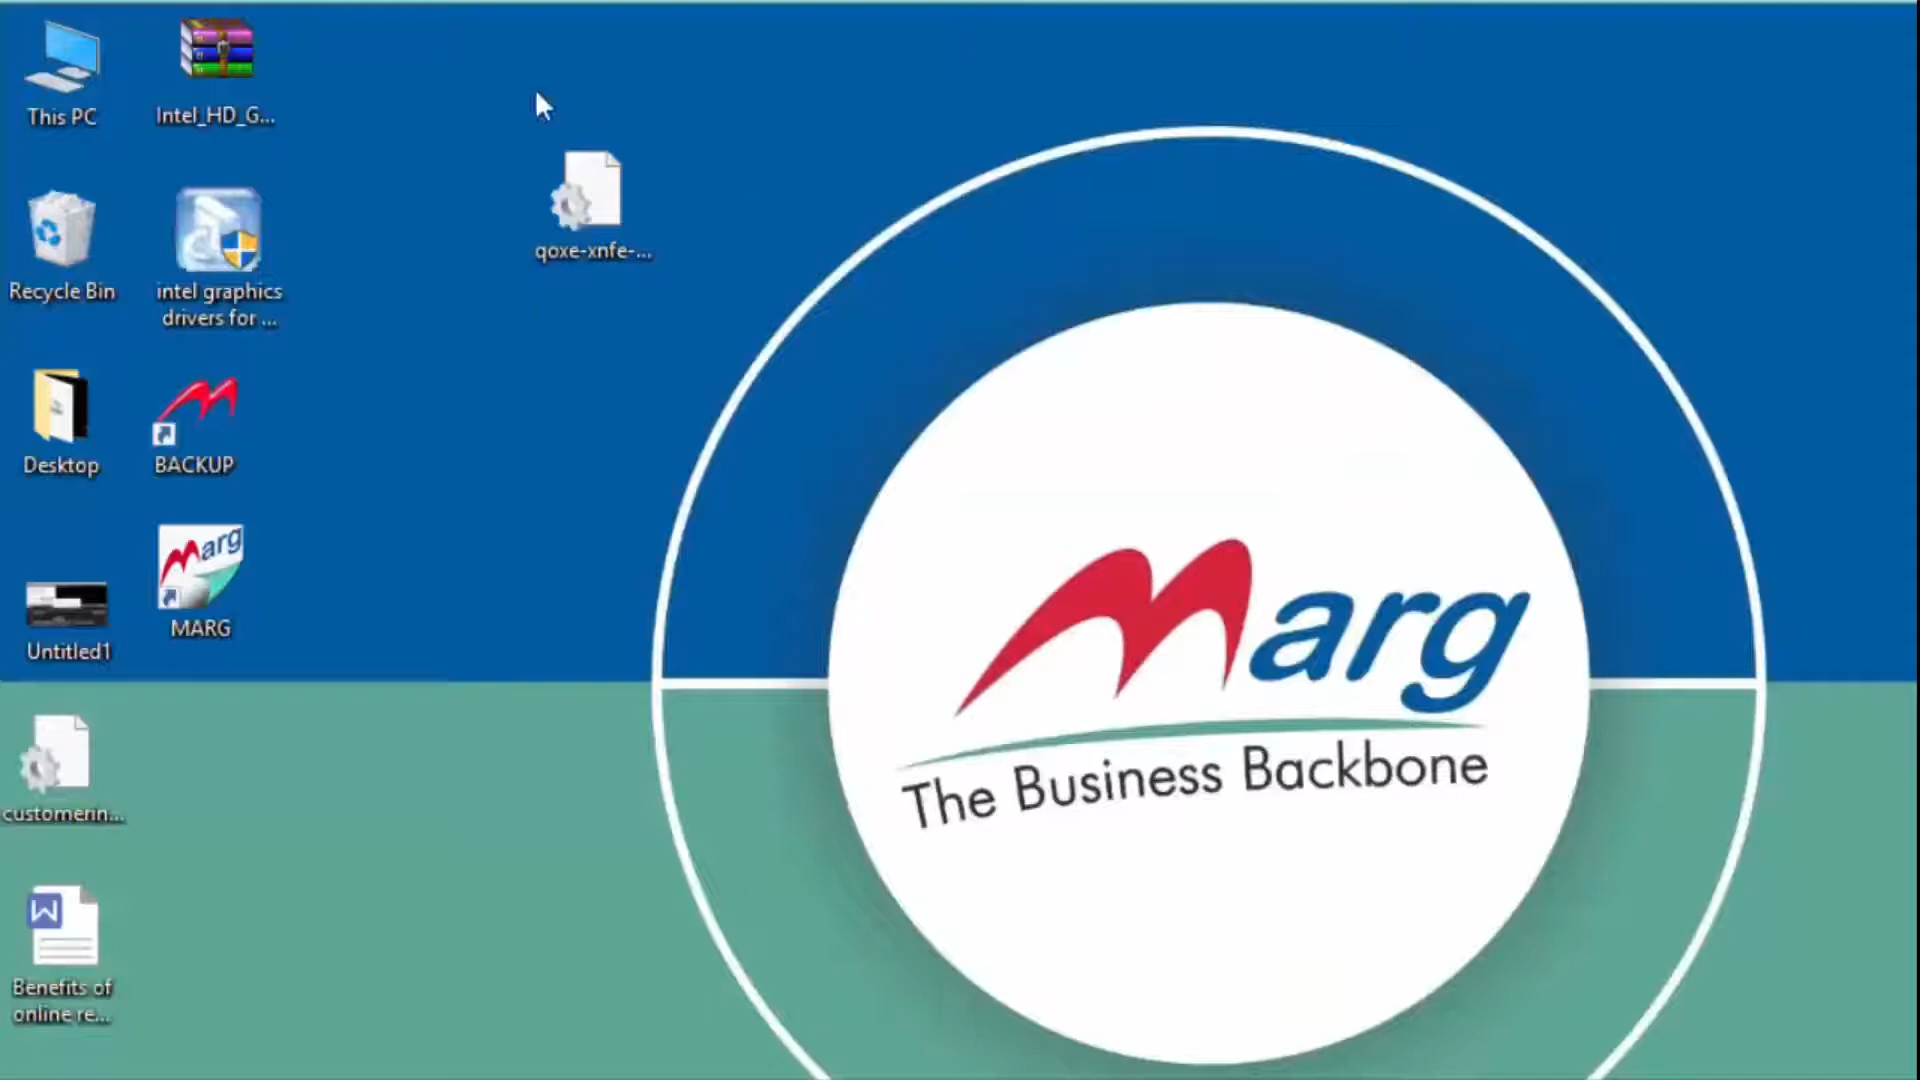 This PC
Intel_HD_G...
Recycle Bin
intel graphics
drivers for ...
qoxe-xnfe-...
Desktop
BACKUP
Marg
MARG
Untitled1
customerin...
W
Benefits of
online re...
Marg
The Business Backbone